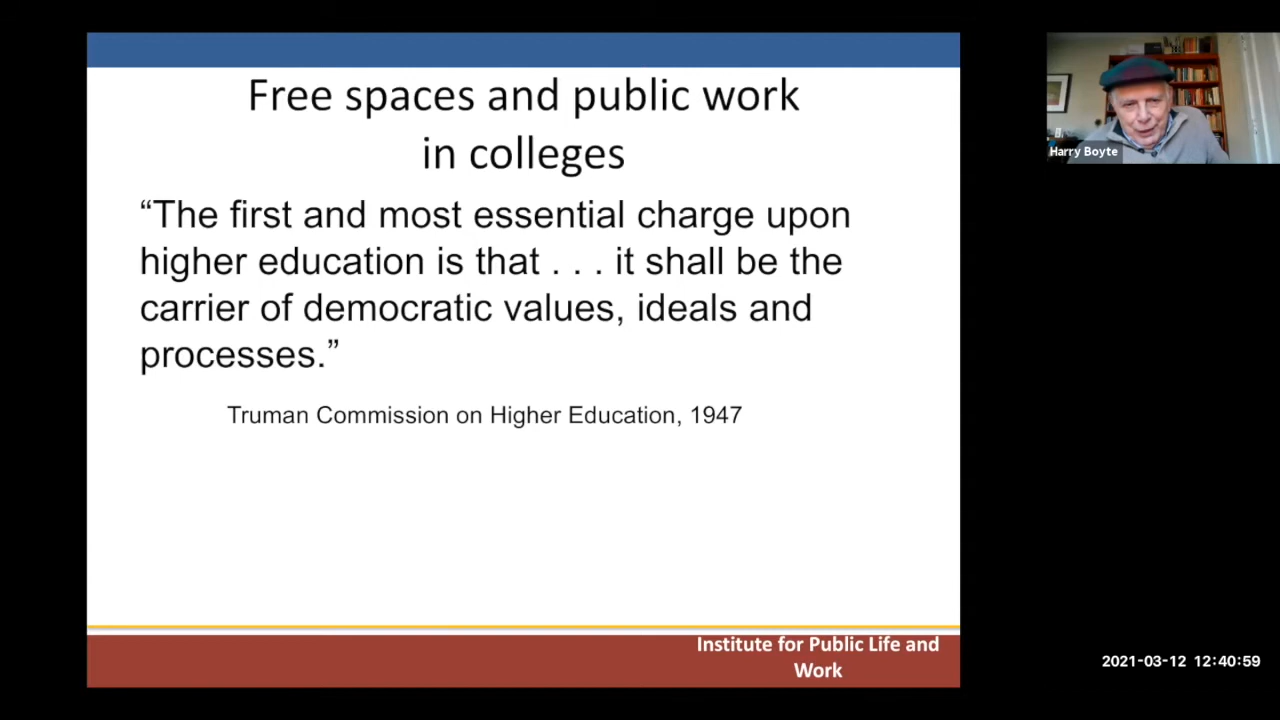 Free spaces and public work
in colleges
“The first and most essential charge upon
higher education is that . . . it shall be the
carrier of democratic values, ideals and
processes.”
Truman Commission on Higher Education, 1947
Institute for Public Life and
Work
Harry Boyte
2021-03-12 12:40:59